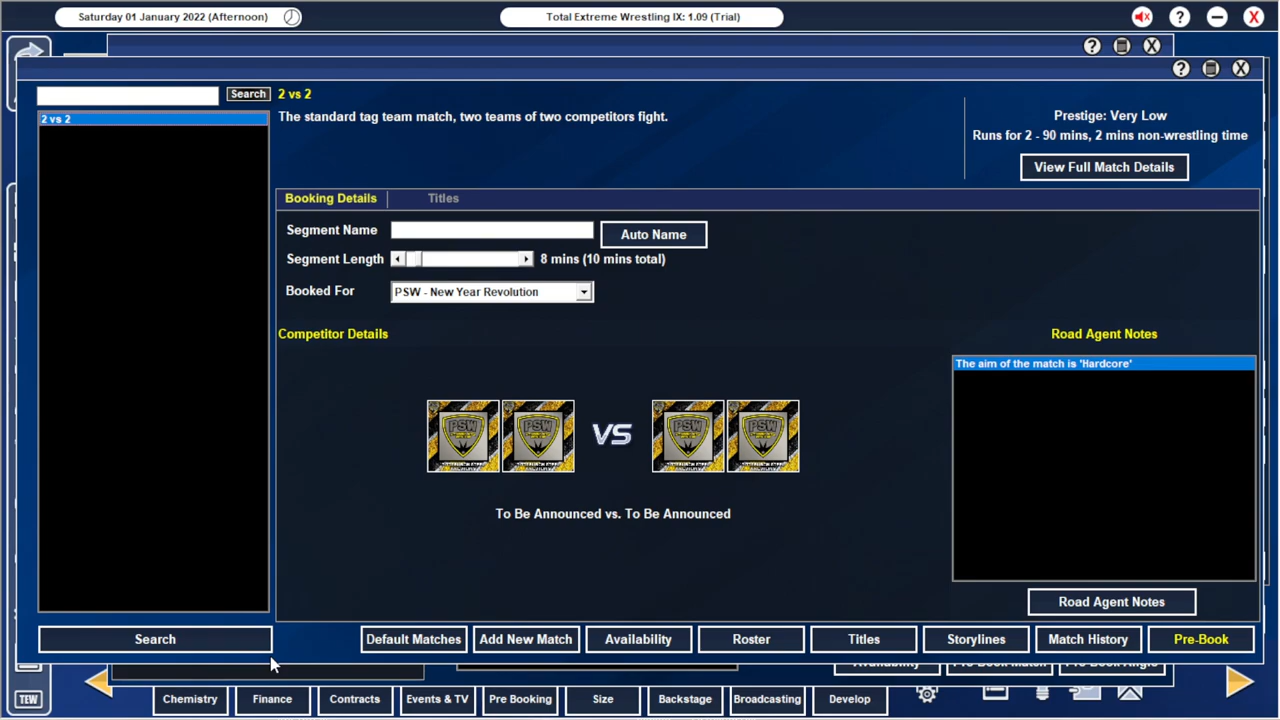 Saturday 01 January 2022 (Afternoon)
Total Extreme Wrestling IX: 1.09 (Trial)
Search
2 vs 2
2 vs 2
The standard tag team match, two teams of two competitors fight.
Prestige: Very Low
Runs for 2 - 90 mins, 2 mins non-wrestling time
View Full Match Details
Booking Details
Titles
Segment Name
Auto Name
Segment Length
8 mins (10 mins total)
Booked For
PSW - New Year Revolution
Competitor Details
Road Agent Notes
The aim of the match is 'Hardcore'
PSW
PSW
VS
PSW
PSW
To Be Announced vs. To Be Announced
Road Agent Notes
Search
Default Matches
Add New Match
Availability
Roster
Titles
Storylines
Match History
Pre-Book
TEW
Chemistry
Finance
Contracts
Events & TV
Pre Booking
Size
Backstage
Broadcasting
Develop